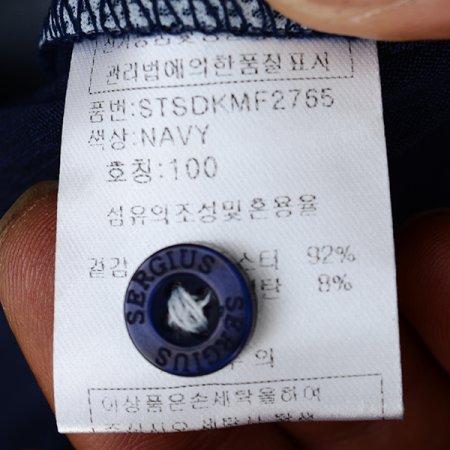 관리법에의한품질표시
품번:STSDKMF2765
색상:NAVY
호칭:100
섬유의조성및혼용율
겉감
스터 92%
탄 8%
SERGIUS SERGIUS SERGIUS
의
이상품은손세탁을하여